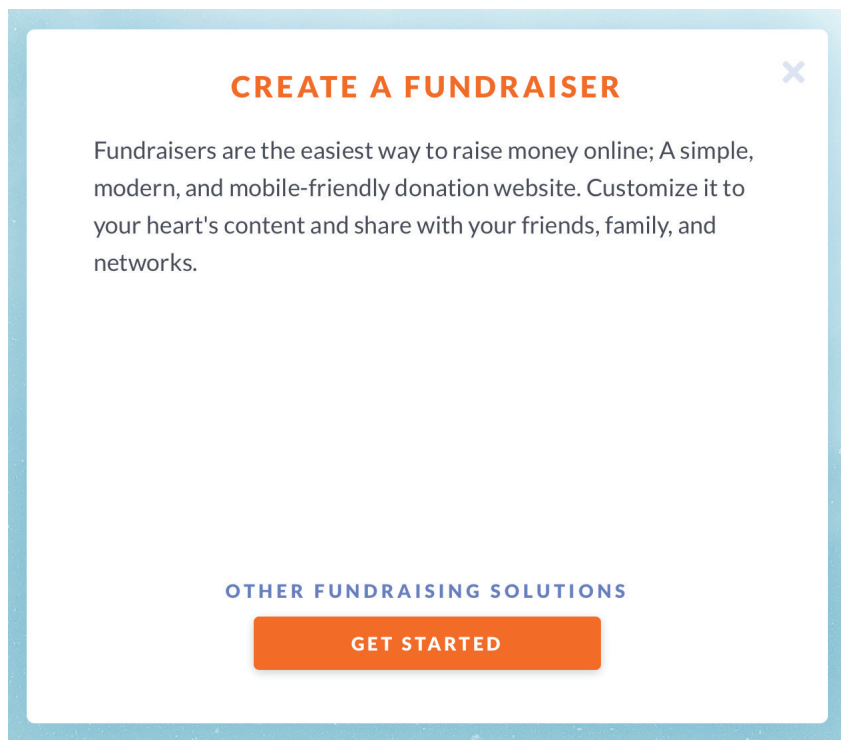 CREATE A FUNDRAISER
Fundraisers are the easiest way to raise money online; A simple,
modern, and mobile-friendly donation website. Customize it to
your heart's content and share with your friends, family, and
networks.
OTHER FUNDRAISING SOLUTIONS
GET STARTED